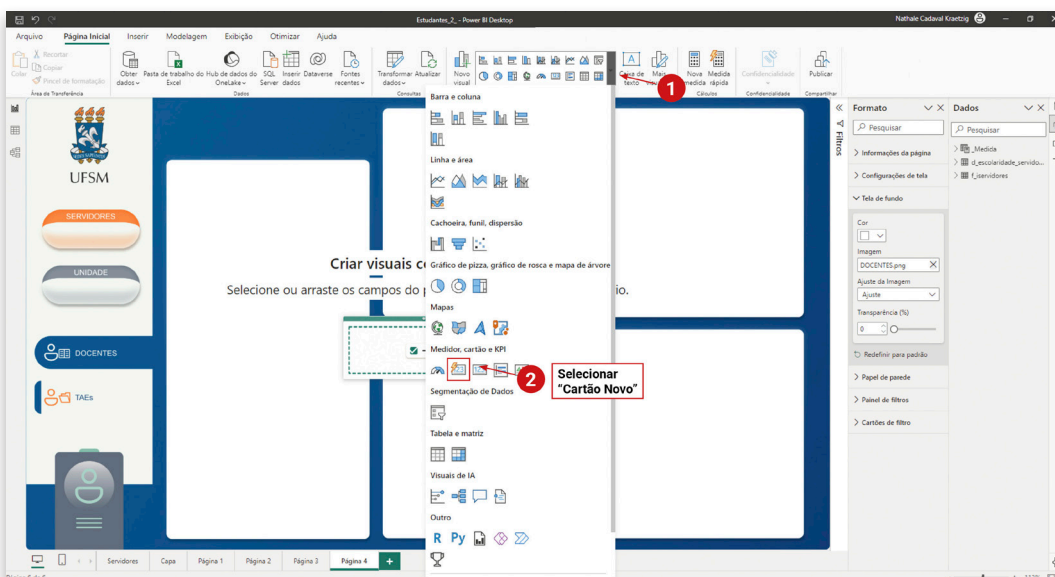 Estudantes_2_ - Power BI Desktop
Nathale Cadaval Kraetzig
Arquivo Página Inicial Inserir Modelagem Exibição Otimizar Ajuda
Colar
Recortar
Copiar
Pincel de formatação
Área de Transferência
Obter dados
Pasta de trabalho do Excel
Hub de dados do OneLake
SQL Server
Inserir dados
Dataverse
Fontes recentes
Dados
Transformar dados
Atualizar
Consultas
Novo visual
Caixa de texto
Mais
Nova medida
Medida rápida
Cálculos
Confidencialidade
Confidencialidade
Publicar
Compartilhar
1
UFSM
SERVIDORES
UNIDADE
DOCENTES
TAEs
Criar visuais c
Selecione ou arraste os campos do
io.
Barra e coluna
Linha e área
Cachoeira, funil, dispersão
Gráfico de pizza, gráfico de rosca e mapa de árvore
Mapas
Medidor, cartão e KPI
2
Selecionar
“Cartão Novo”
Segmentação de Dados
Tabela e matriz
Visuais de IA
Outro
R Py
Filtros
Formato
Pesquisar
Informações da página
Configurações de tela
Tela de fundo
Cor
Imagem
DOCENTES.png
Ajuste da Imagem
Ajuste
Transparência (%)
0
Redefinir para padrão
Papel de parede
Painel de filtros
Cartões de filtro
Dados
Pesquisar
_Medida
d_escolaridade_servido...
f_iservidores
Servidores Capa Página 1 Página 2 Página 3 Página 4